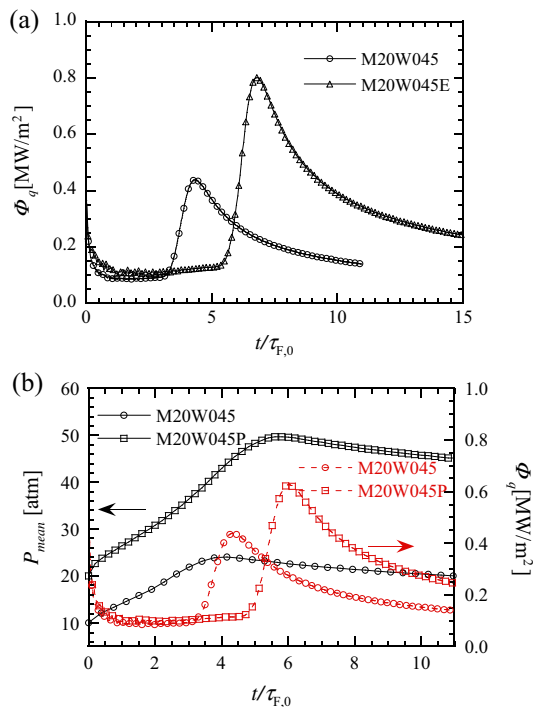 (a)
1.0
0.8
0.6
0.4
0.2
0.0
Φq [MW/m²]
M20W045
M20W045E
0 5 10 15
t/τF,0
(b)
60
50
40
30
20
10
Pmean [atm]
M20W045
M20W045P
M20W045
M20W045P
1.0
0.8
0.6
0.4
0.2
0.0
Φq [MW/m²]
0 2 4 6 8 10
t/τF,0